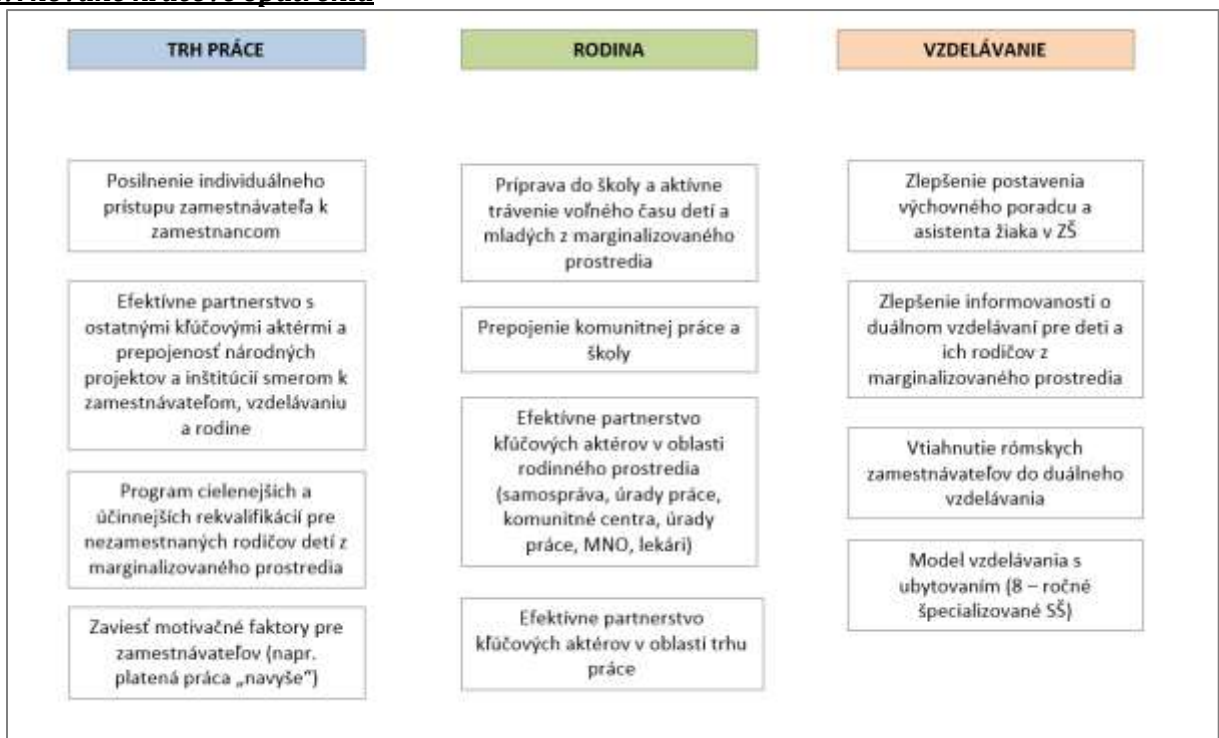 TRH PRÁCE
Posilnenie individuálneho
prístupu zamestnávateľa k
zamestnancom
Efektívne partnerstvo s
ostatnými kľúčovými aktérmi a
prepojenosť národných
projektov a inštitúcií smerom k
zamestnávateľom, vzdelávaniu
a rodine
Program cielenejších a
účinnejších rekvalifikácií pre
nezamestnaných rodičov detí z
marginalizovaného prostredia
Zaviesť motivačné faktory pre
zamestnávateľov (napr.
platená práca „navyše“)
RODINA
Príprava do školy a aktívne
trávenie voľného času detí a
mladých z marginalizovaného
prostredia
Prepojenie komunitnej práce a
školy
Efektívne partnerstvo
kľúčových aktérov v oblasti
rodinného prostredia
(samospráva, úrady práce,
komunitné centra, úrady
práce, MNO, lekári)
Efektívne partnerstvo
kľúčových aktérov v oblasti trhu
práce
VZDELÁVANIE
Zlepšenie postavenia
výchovného poradcu a
asistenta žiaka v ZŠ
Zlepšenie informovanosti o
duálnom vzdelávaní pre deti a
ich rodičov z
marginalizovaného prostredia
Vtiahnutie rómskych
zamestnávateľov do duálneho
vzdelávania
Model vzdelávania s
ubytovaním (8 – ročné
špecializované SŠ)